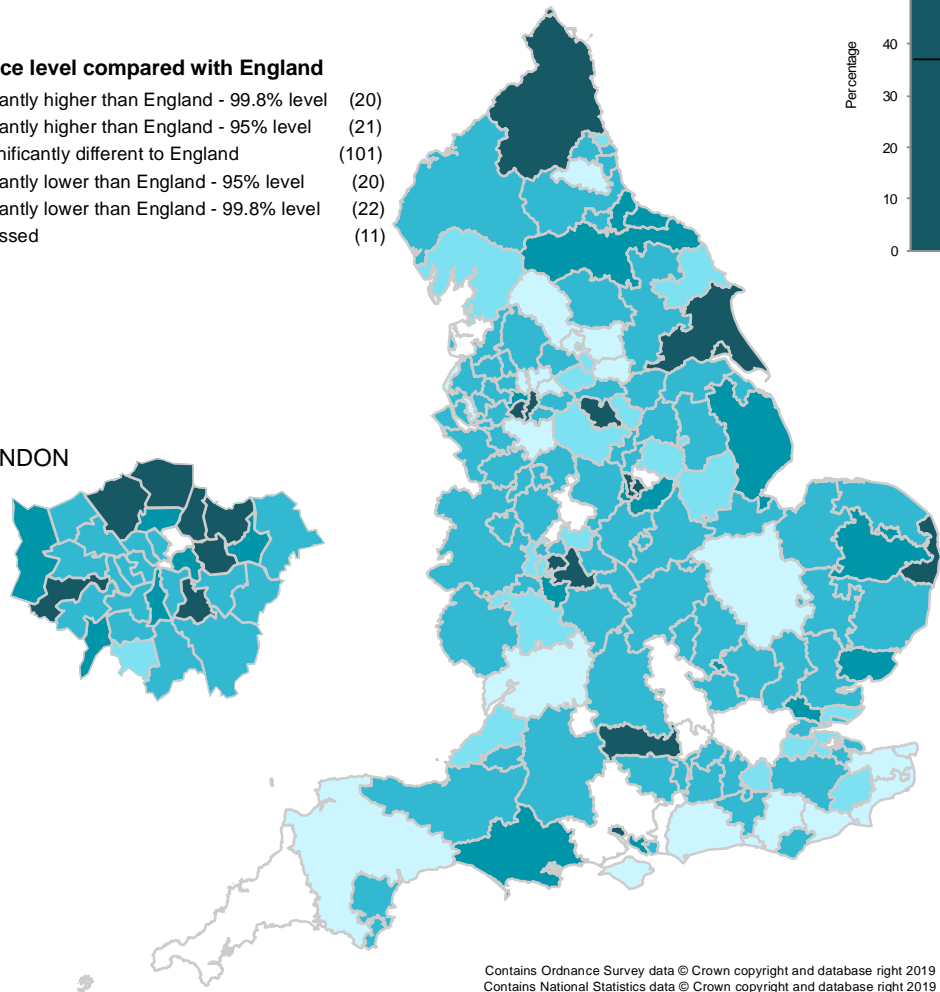 ce level compared with England
antly higher than England - 99.8% level (20)
antly higher than England - 95% level (21)
nificantly different to England (101)
antly lower than England - 95% level (20)
antly lower than England - 99.8% level (22)
ssed (11)
Percentage
40
30
20
10
0
NDON
Contains Ordnance Survey data © Crown copyright and database right 2019
Contains National Statistics data © Crown copyright and database right 2019